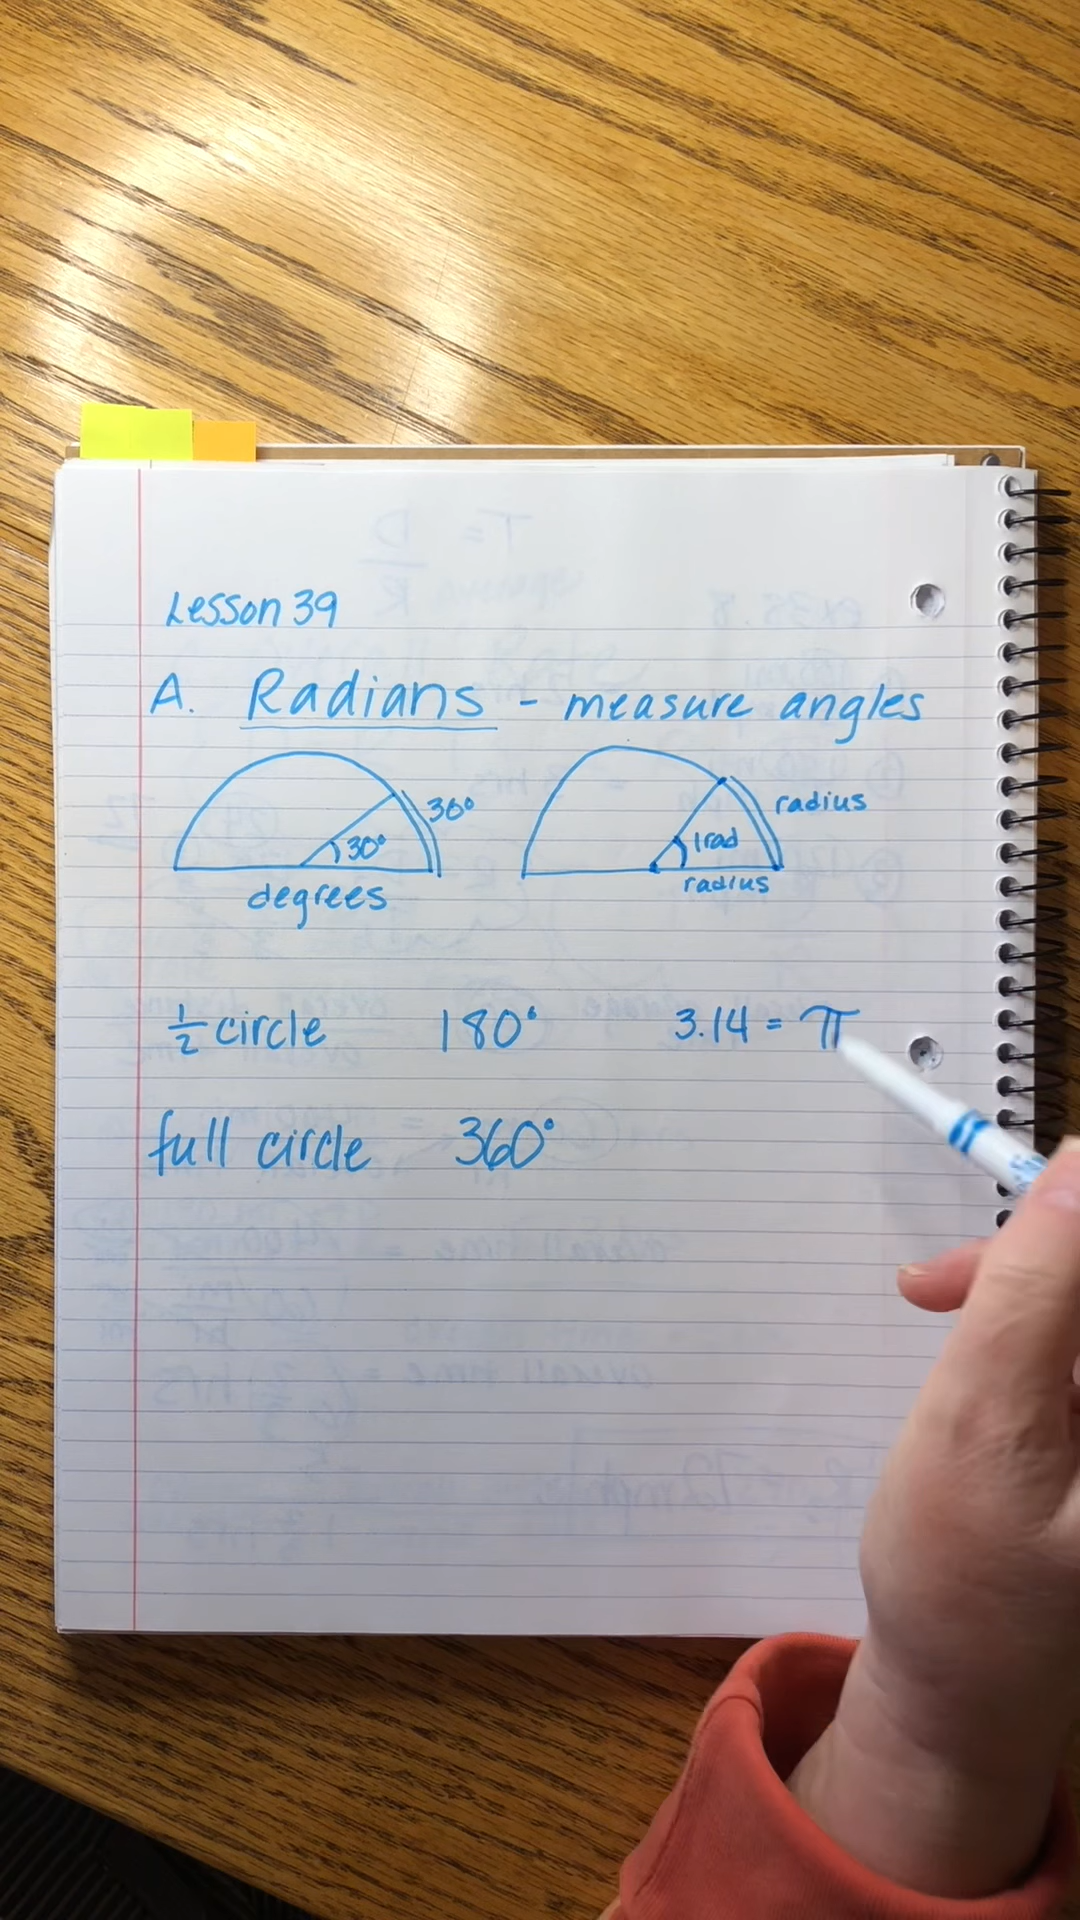 Lesson 39
A. Radians - measure angles
30° 30° 1rad radius
degrees radius
1/2 circle 180° 3.14 = π
full circle 360°